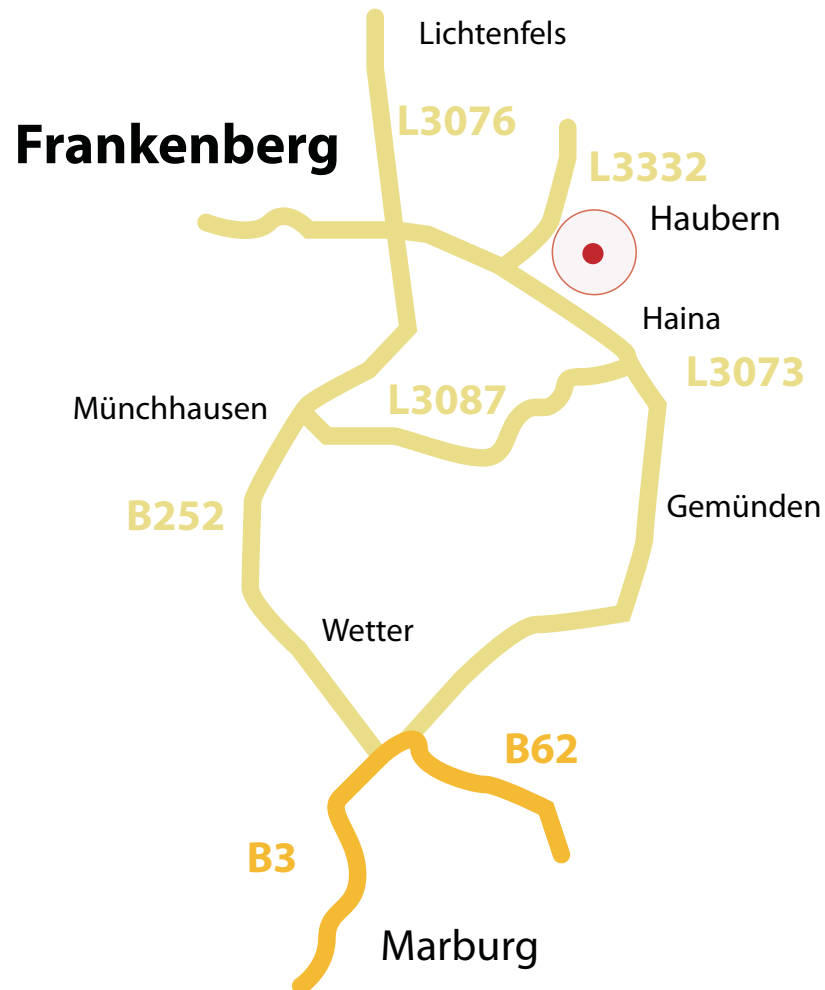 Lichtenfels
L3076
Frankenberg
L3332
Haubern
Haina
L3073
L3087
Münchhausen
Gemünden
B252
Wetter
B62
B3
Marburg